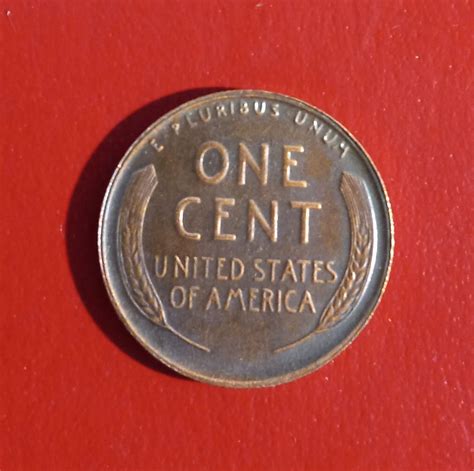 E PLURIBUS UNUM
ONE
CENT
UNITED STATES
OF AMERICA